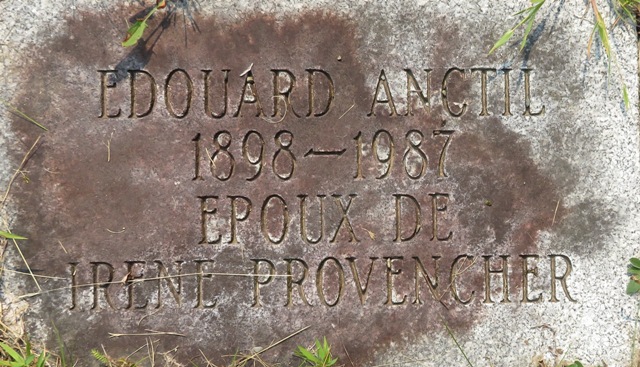 EDOUARD ANCTIL
1898-1987
EPOUX DE
IRENE PROVENCHER